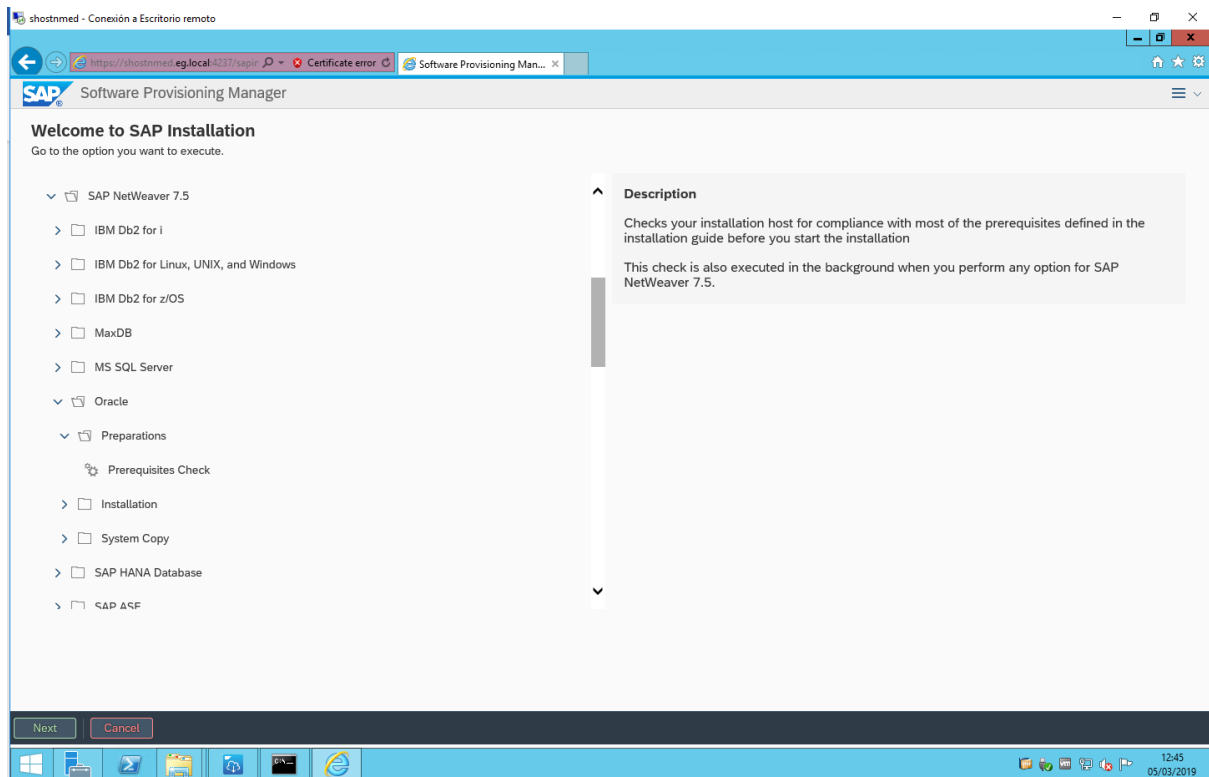 shostnmed - Conexión a Escritorio remoto
https://shostnmed.eg.local:4237/sapir
Certificate error
Software Provisioning Man...
SAP
Software Provisioning Manager
Welcome to SAP Installation
Go to the option you want to execute.
SAP NetWeaver 7.5
IBM Db2 for i
IBM Db2 for Linux, UNIX, and Windows
IBM Db2 for z/OS
MaxDB
MS SQL Server
Oracle
Preparations
Prerequisites Check
Installation
System Copy
SAP HANA Database
SAP ASE
Description
Checks your installation host for compliance with most of the prerequisites defined in the
installation guide before you start the installation
This check is also executed in the background when you perform any option for SAP
NetWeaver 7.5.
Next
Cancel
12:45
05/03/2019